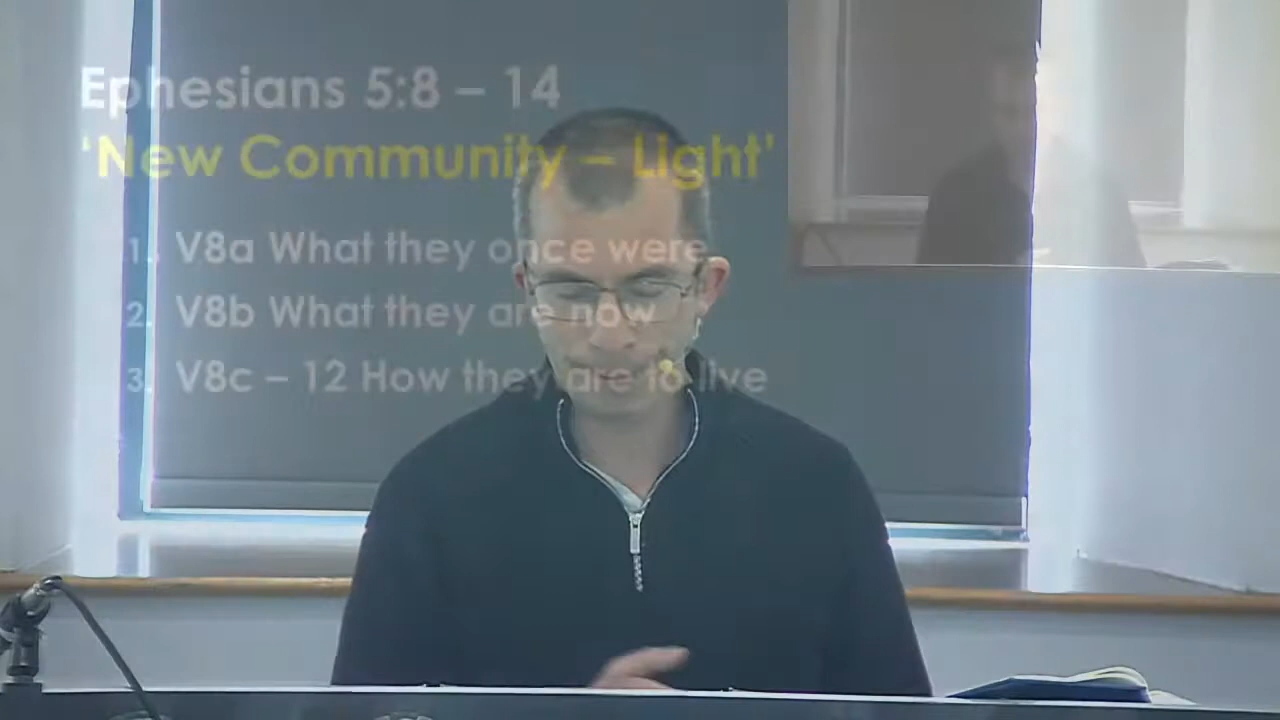 Ephesians 5:8 – 14
‘New Community – Light’
1. V8a What they once were
2. V8b What they are now
3. V8c – 12 How they are to live